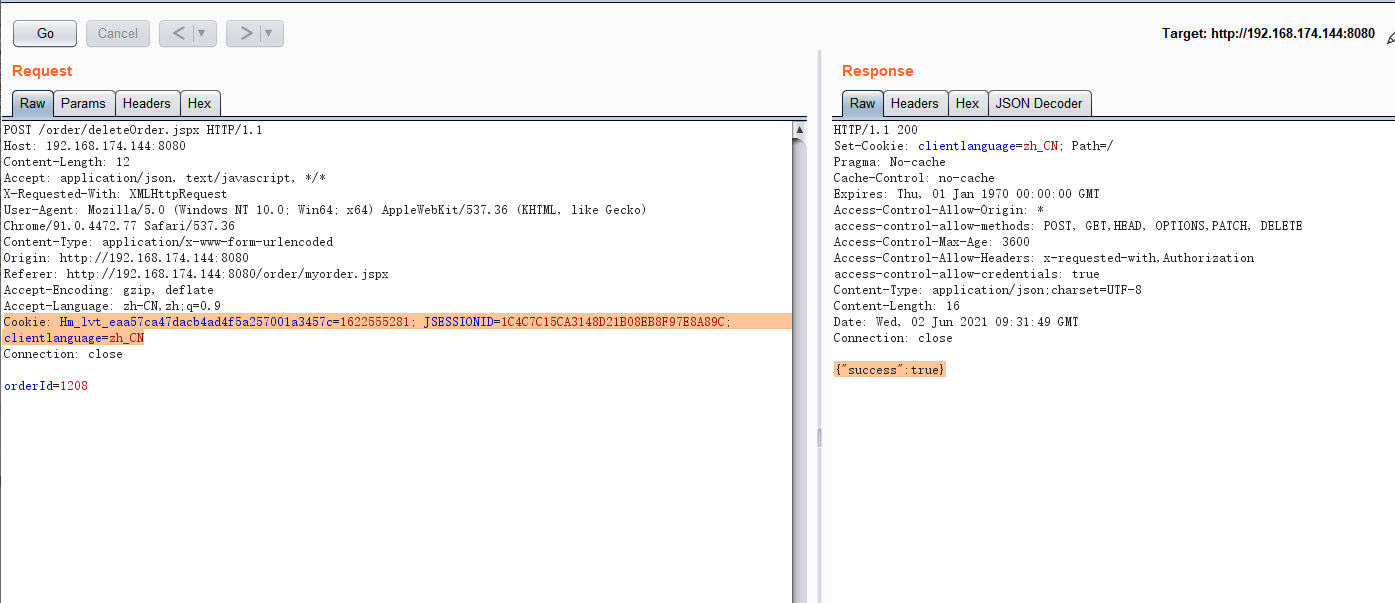 Go Cancel < > Target: http://192.168.174.144:8080
Request
Raw Params Headers Hex
POST /order/deleteOrder.jspx HTTP/1.1
Host: 192.168.174.144:8080
Content-Length: 12
Accept: application/json, text/javascript, */*
X-Requested-With: XMLHttpRequest
User-Agent: Mozilla/5.0 (Windows NT 10.0; Win64; x64) AppleWebKit/537.36 (KHTML, like Gecko)
Chrome/91.0.4472.77 Safari/537.36
Content-Type: application/x-www-form-urlencoded
Origin: http://192.168.174.144:8080
Referer: http://192.168.174.144:8080/order/myorder.jspx
Accept-Encoding: gzip, deflate
Accept-Language: zh-CN,zh;q=0.9
Cookie: Hm_lvt_eaa57ca47dacb4ad4f5a257001a3457c=1622555281; JSESSIONID=1C4C7C15CA3148D21B08EB8F97E8A89C;
clientlanguage=zh_CN
Connection: close
orderId=1208
Response
Raw Headers Hex JSON Decoder
HTTP/1.1 200
Set-Cookie: clientlanguage=zh_CN; Path=/
Pragma: No-cache
Cache-Control: no-cache
Expires: Thu, 01 Jan 1970 00:00:00 GMT
Access-Control-Allow-Origin: *
access-control-allow-methods: POST, GET,HEAD, OPTIONS,PATCH, DELETE
Access-Control-Max-Age: 3600
Access-Control-Allow-Headers: x-requested-with,Authorization
access-control-allow-credentials: true
Content-Type: application/json;charset=UTF-8
Content-Length: 16
Date: Wed, 02 Jun 2021 09:31:49 GMT
Connection: close
{"success":true}